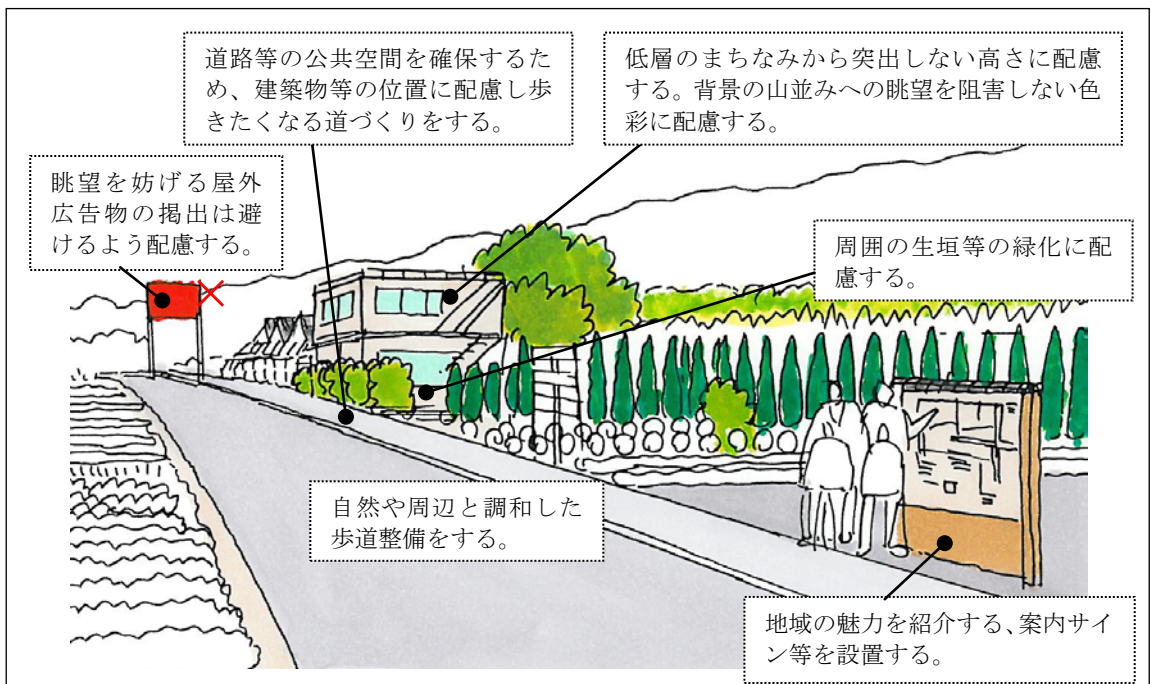 道路等の公共空間を確保するた
め、建築物等の位置に配慮し歩
きたくなる道づくりをする。
低層のまちなみから突出しない高さに配慮
する。背景の山並みへの眺望を阻害しない色
彩に配慮する。
眺望を妨げる屋外
広告物の掲出は避
けるよう配慮する。
周囲の生垣等の緑化に配
慮する。
自然や周辺と調和した
歩道整備をする。
地域の魅力を紹介する、案内サイ
ン等を設置する。